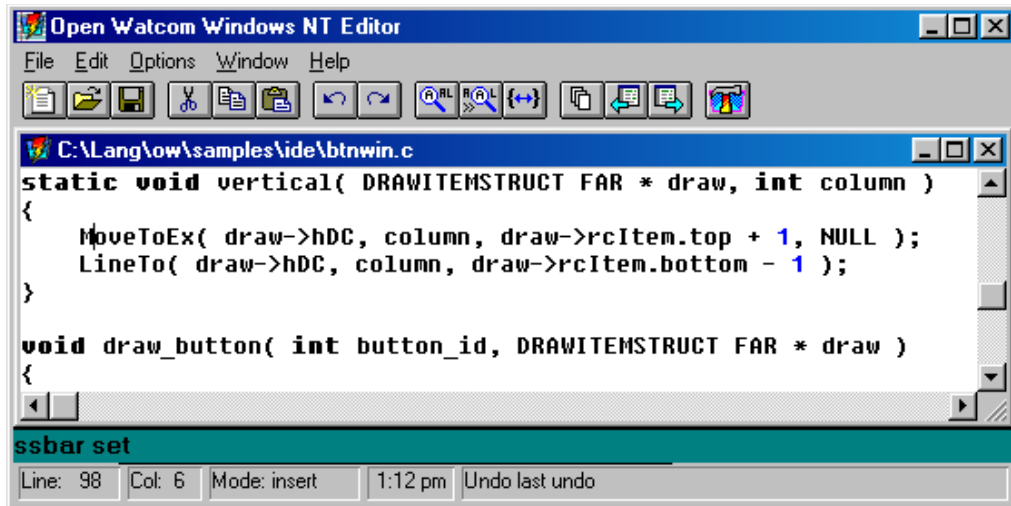 Open Watcom Windows NT Editor
File Edit Options Window Help
C:\Lang\ow\samples\ide\btnwin.c
static void vertical( DRAWITEMSTRUCT FAR * draw, int column )
{
    MoveToEx( draw->hDC, column, draw->rcItem.top + 1, NULL );
    LineTo( draw->hDC, column, draw->rcItem.bottom - 1 );
}
void draw_button( int button_id, DRAWITEMSTRUCT FAR * draw )
{
ssbar set
Line: 98 Col: 6 Mode: insert 1:12 pm Undo last undo